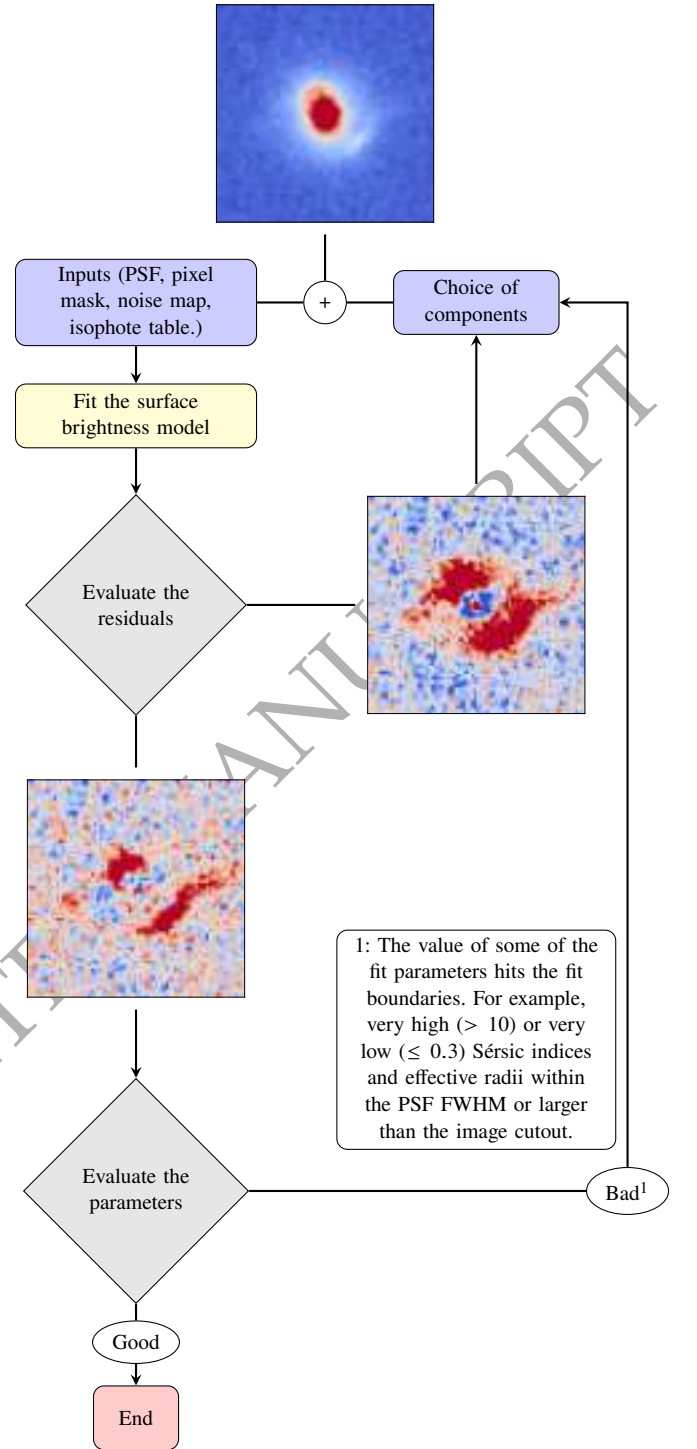 Inputs (PSF, pixel
mask, noise map,
isophote table.)
+
Choice of
components
Fit the surface
brightness model
Evaluate the
residuals
1: The value of some of the
fit parameters hits the fit
boundaries. For example,
very high (> 10) or very
low (≤ 0.3) Sérsic indices
and effective radii within
the PSF FWHM or larger
than the image cutout.
Evaluate the
parameters
Bad¹
Good
End